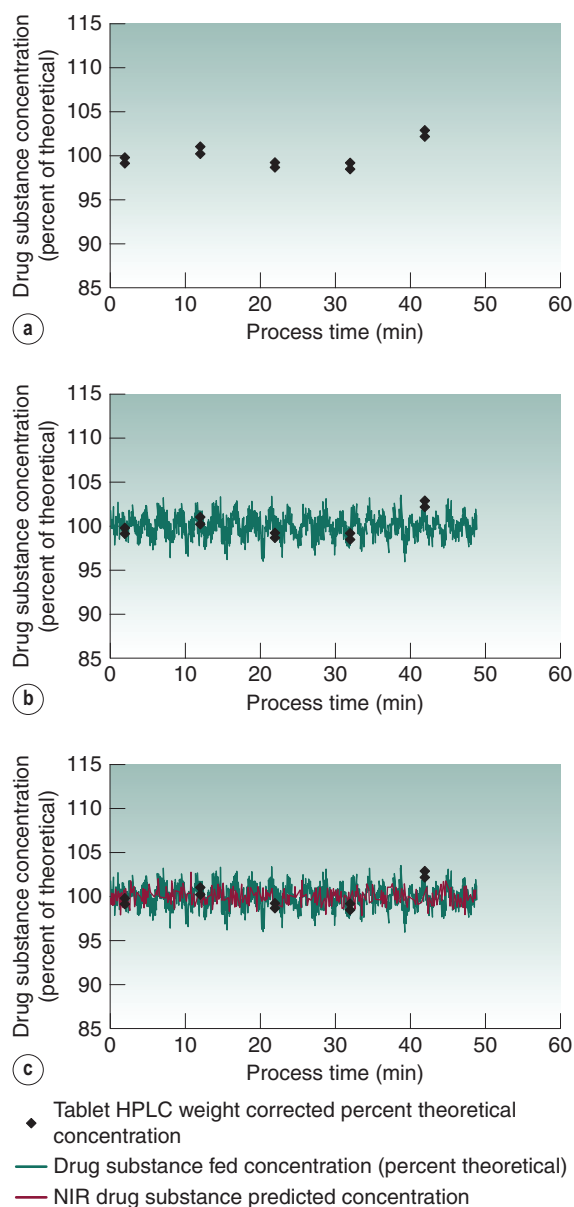 115
110
105
100
95
90
85
Drug substance concentration
(percent of theoretical)
0 10 20 30 40 50 60
Process time (min)
a
115
110
105
100
95
90
85
Drug substance concentration
(percent of theoretical)
0 10 20 30 40 50 60
Process time (min)
b
115
110
105
100
95
90
85
Drug substance concentration
(percent of theoretical)
0 10 20 30 40 50 60
Process time (min)
c
Tablet HPLC weight corrected percent theoretical
concentration
Drug substance fed concentration (percent theoretical)
NIR drug substance predicted concentration